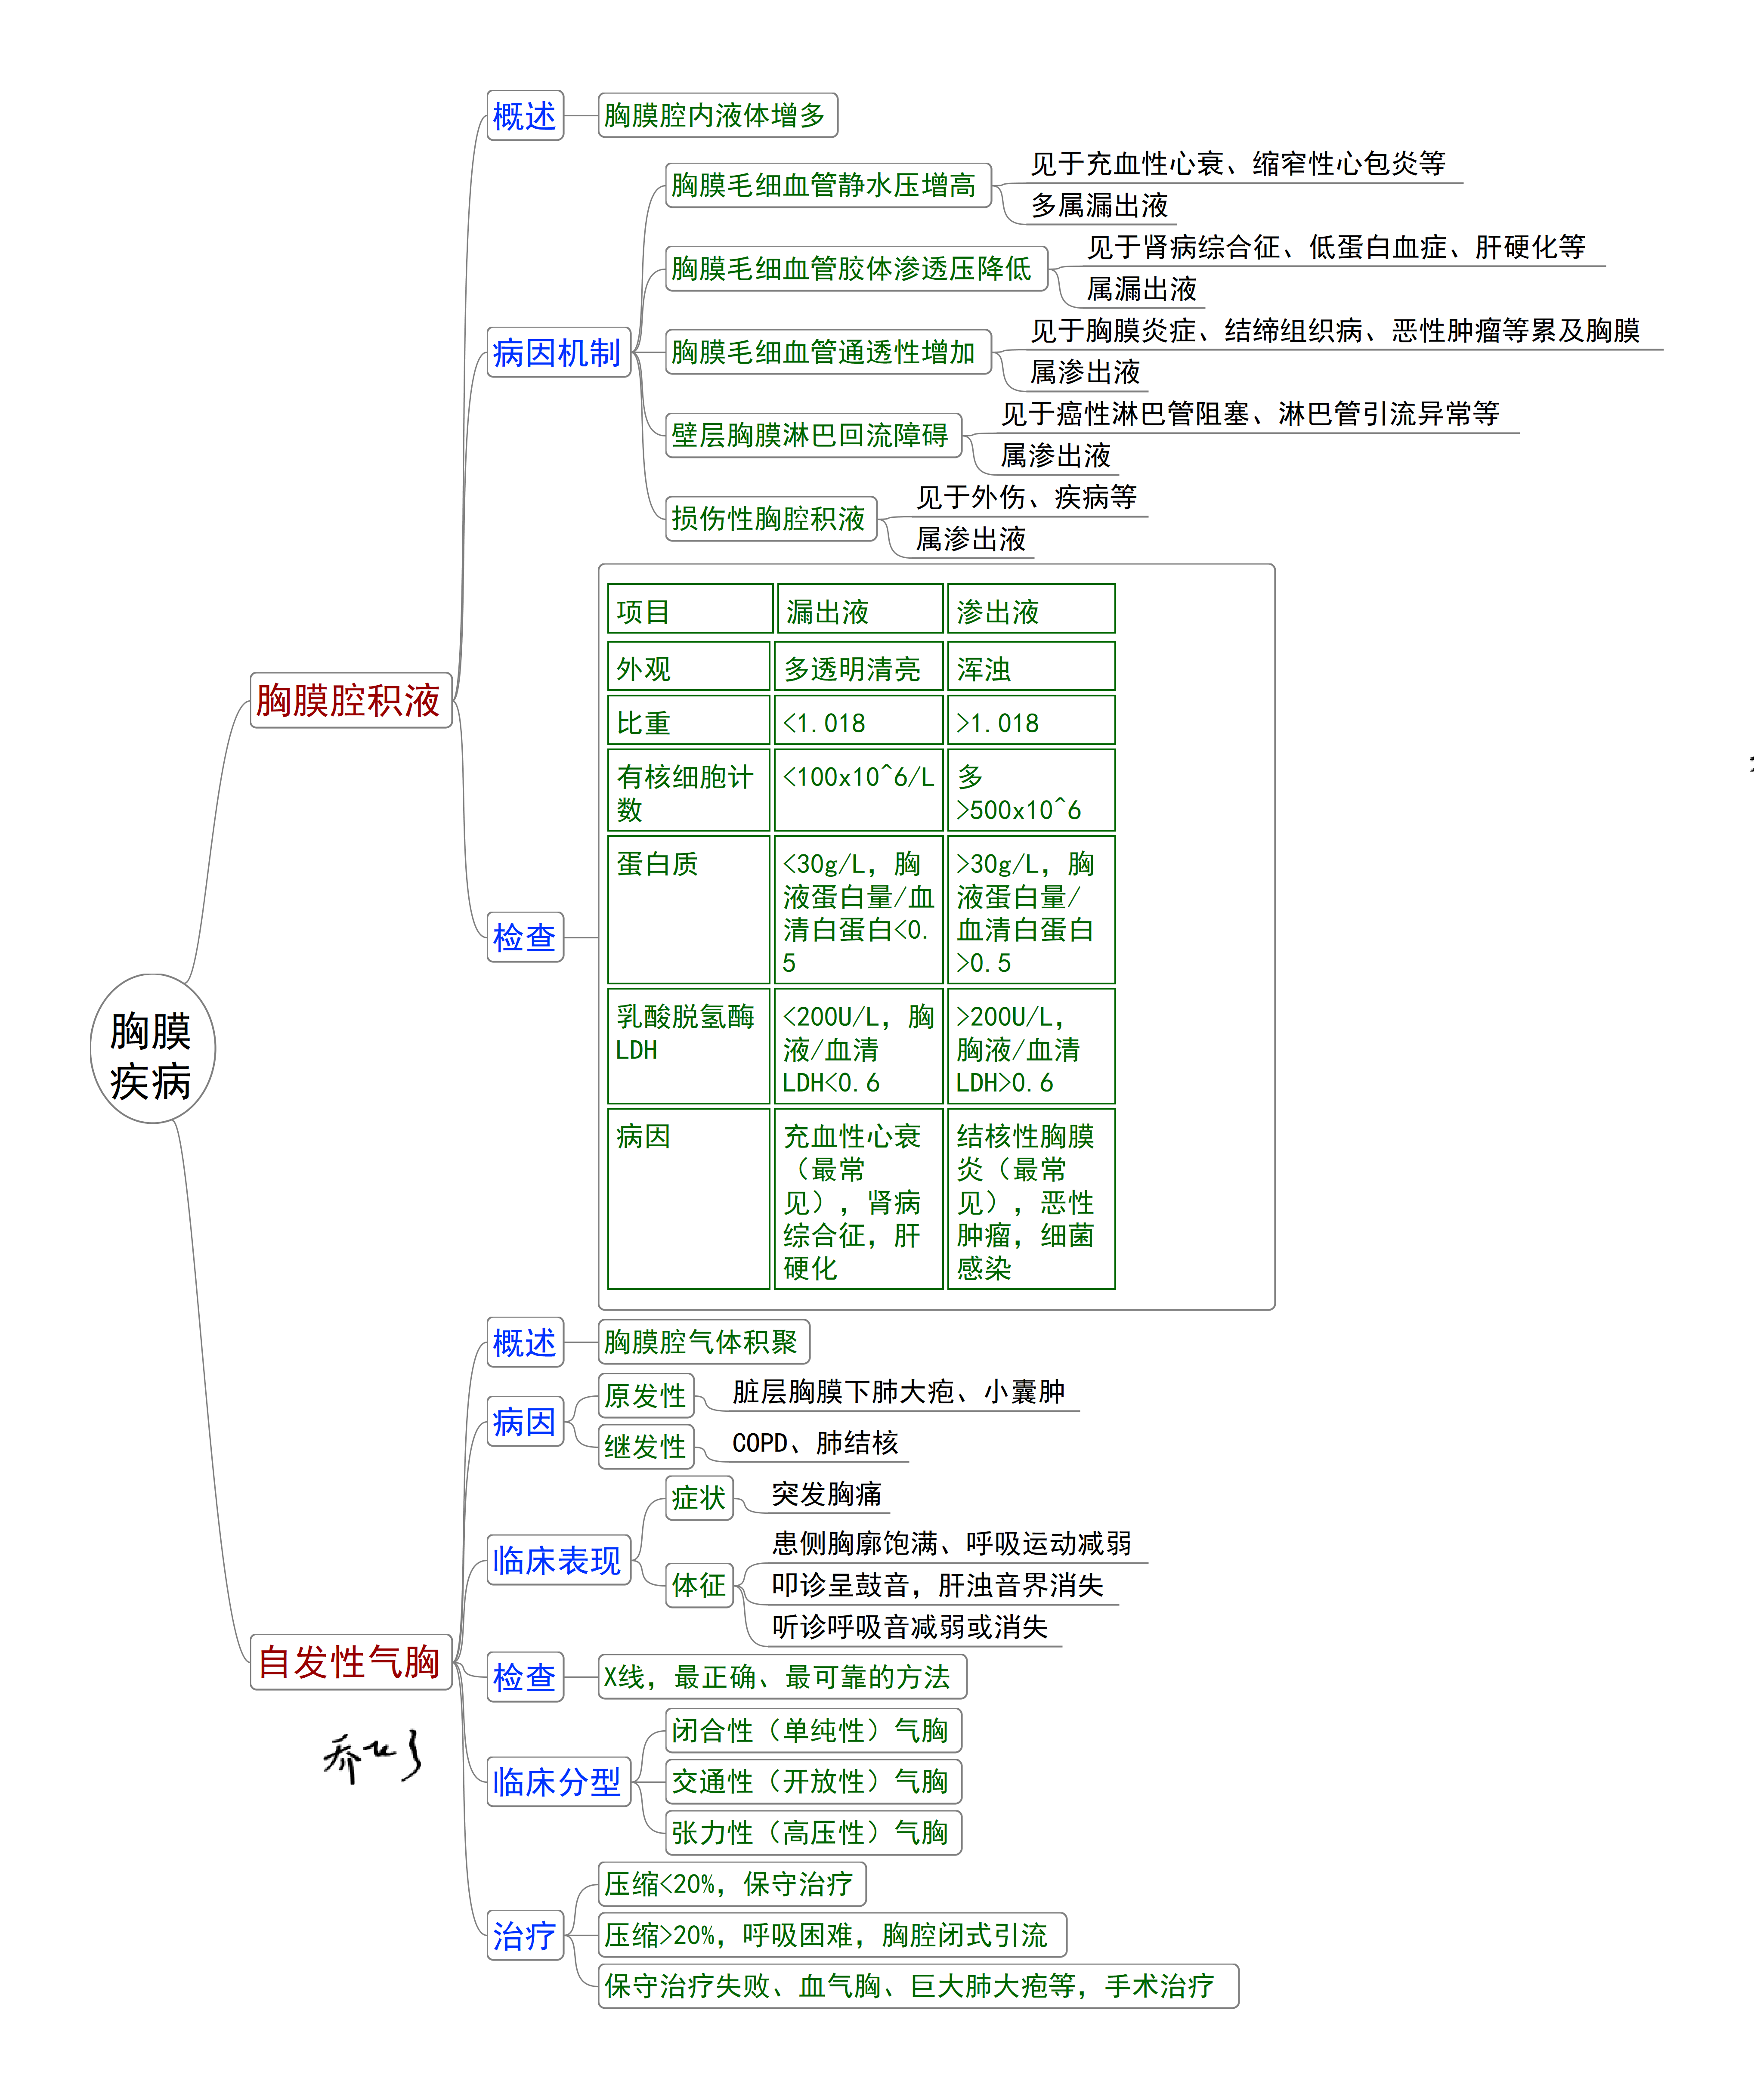 胸膜
疾病
胸膜腔积液
概述
胸膜腔内液体增多
病因机制
胸膜毛细血管静水压增高
见于充血性心衰、缩窄性心包炎等
多属漏出液
胸膜毛细血管胶体渗透压降低
见于肾病综合征、低蛋白血症、肝硬化等
属漏出液
胸膜毛细血管通透性增加
见于胸膜炎症、结缔组织病、恶性肿瘤等累及胸膜
属渗出液
壁层胸膜淋巴回流障碍
见于癌性淋巴管阻塞、淋巴管引流异常等
属渗出液
损伤性胸腔积液
见于外伤、疾病等
属渗出液
检查
项目 漏出液 渗出液
外观 多透明清亮 浑浊
比重 <1.018 >1.018
有核细胞计 <100x10^6/L 多
数 >500x10^6
蛋白质 <30g/L，胸 >30g/L，胸
液蛋白量/血 液蛋白量/
清白蛋白<0. 血清白蛋白
5 >0.5
乳酸脱氢酶 <200U/L，胸 >200U/L，
LDH 液/血清 胸液/血清
LDH<0.6 LDH>0.6
病因 充血性心衰 结核性胸膜
（最常 炎（最常
见），肾病 见），恶性
综合征，肝 肿瘤，细菌
硬化 感染
自发性气胸
概述
胸膜腔气体积聚
病因
原发性
脏层胸膜下肺大疱、小囊肿
继发性
COPD、肺结核
临床表现
症状
突发胸痛
体征
患侧胸廓饱满、呼吸运动减弱
叩诊呈鼓音，肝浊音界消失
听诊呼吸音减弱或消失
检查
X线，最正确、最可靠的方法
临床分型
闭合性（单纯性）气胸
交通性（开放性）气胸
张力性（高压性）气胸
治疗
压缩<20%，保守治疗
压缩>20%，呼吸困难，胸腔闭式引流
保守治疗失败、血气胸、巨大肺大疱等，手术治疗